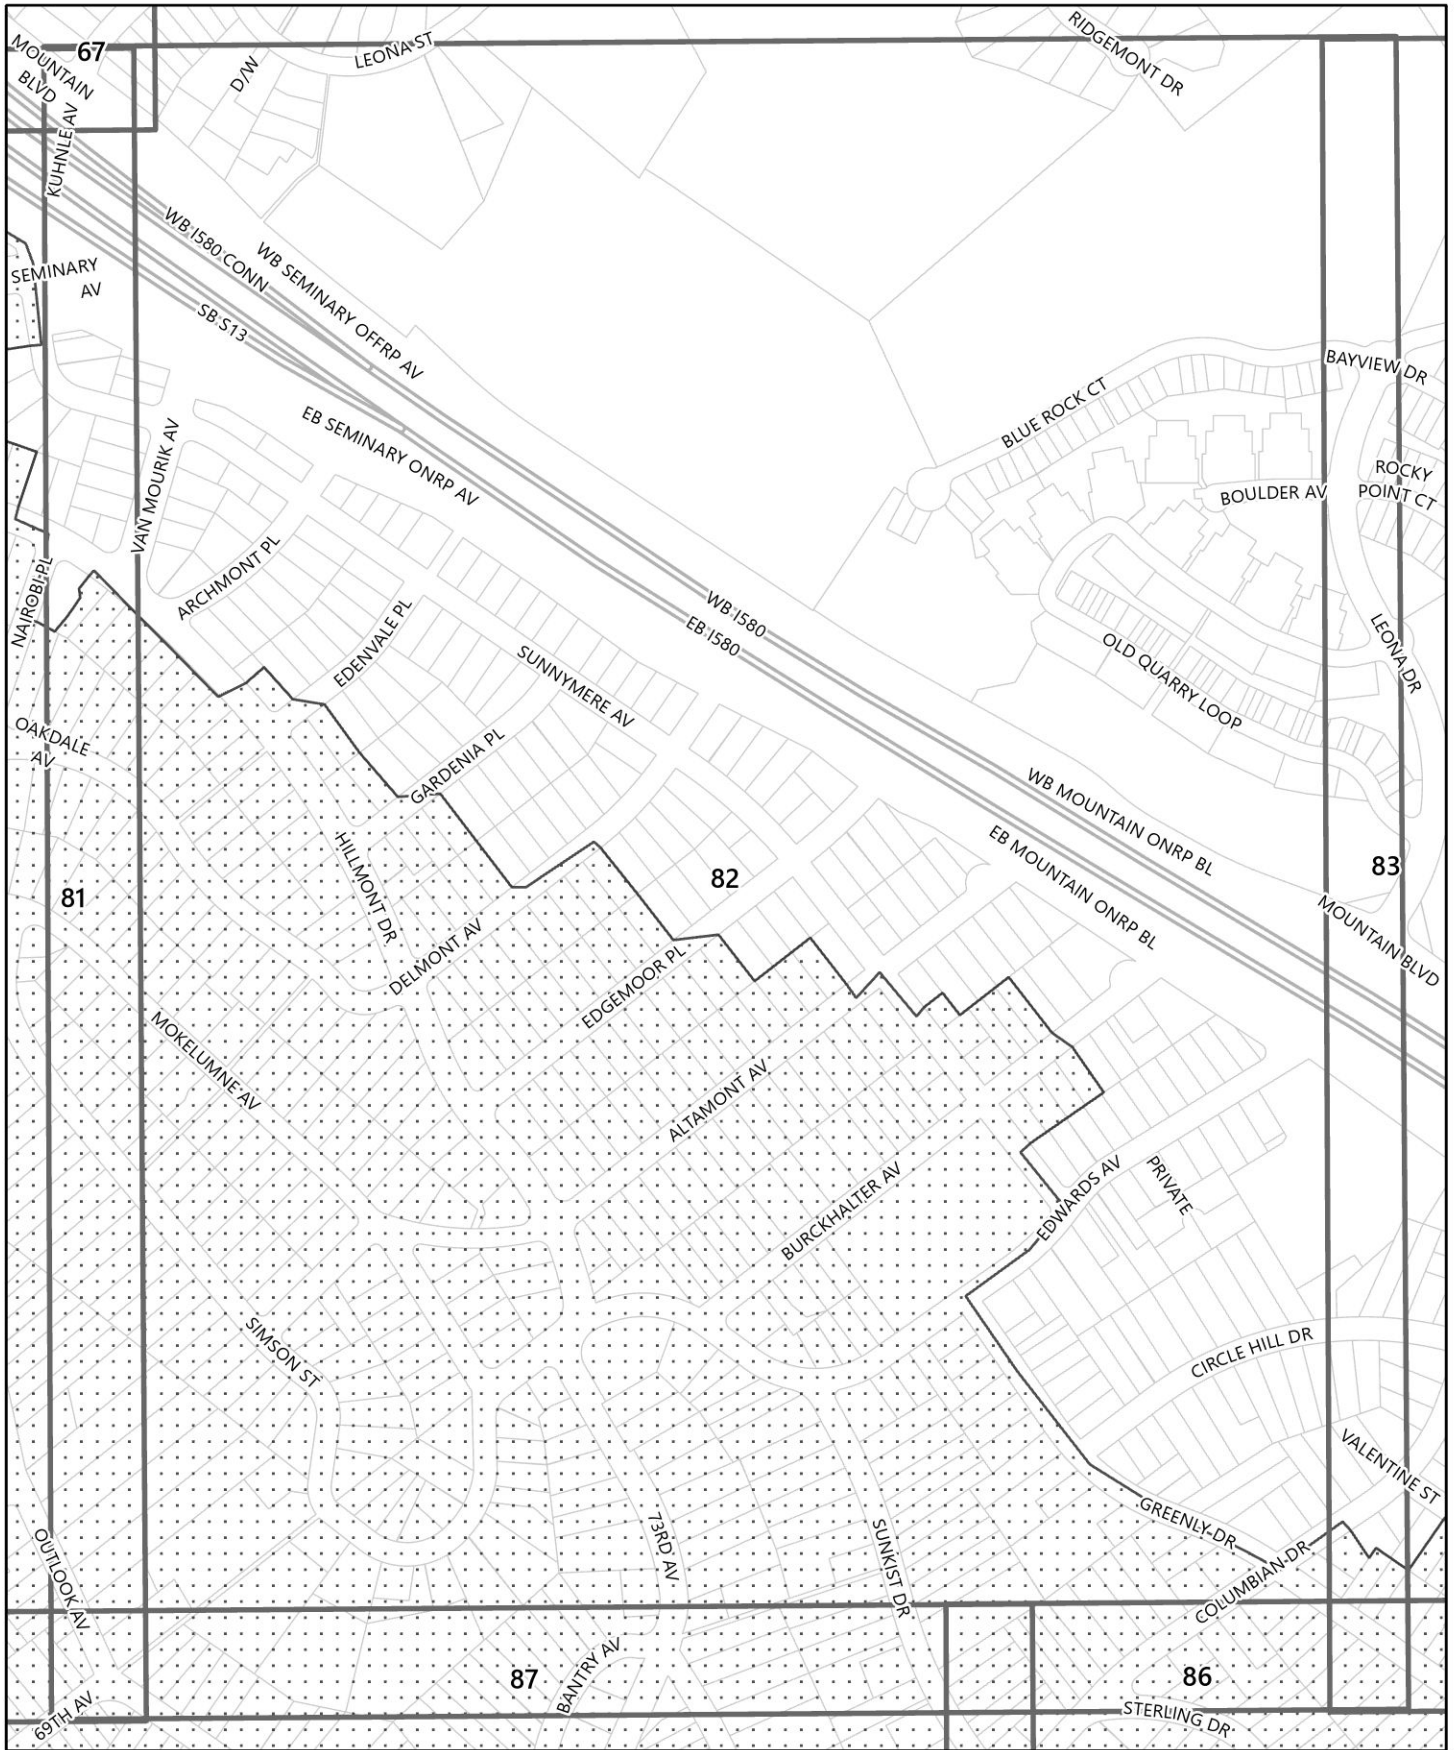 67
MOUNTAIN
BLVD
KUHNLE AV
D/W
LEONA ST
RIDGEMONT DR
SEMINARY
AV
WB I580 CONN
WB SEMINARY OFFRP AV
SB S13
EB SEMINARY ONRP AV
BAYVIEW DR
BLUE ROCK CT
ROCKY
POINT CT
BOULDER AV
VAN MOURIK AV
ARCHMONT PL
NAIROBI PL
EDENVALE PL
WB I580
EB I580
SUNNYMERE AV
OLD QUARRY LOOP
LEONA DR
OAKDALE
AV
GARDENIA PL
WB MOUNTAIN ONRP BL
EB MOUNTAIN ONRP BL
HILLMONT DR
81
82
83
MOUNTAIN BLVD
DELMONT AV
EDGEMOOR PL
MOKELUMNE AV
ALTAMONT AV
BURCKHALTER AV
EDWARDS AV
PRIVATE
SIMSON ST
CIRCLE HILL DR
VALENTINE ST
GREENLY DR
COLUMBIAN DR
OUTLOOK AV
73RD AV
SUNKIST DR
87
BANTRY AV
86
69TH AV
STERLING DR